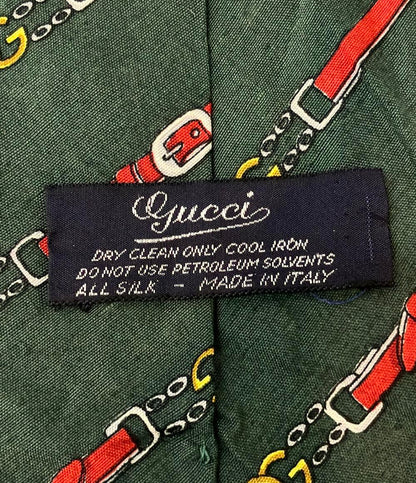 Gucci
DRY CLEAN ONLY COOL IRON
DO NOT USE PETROLEUM SOLVENTS
ALL SILK - MADE IN ITALY